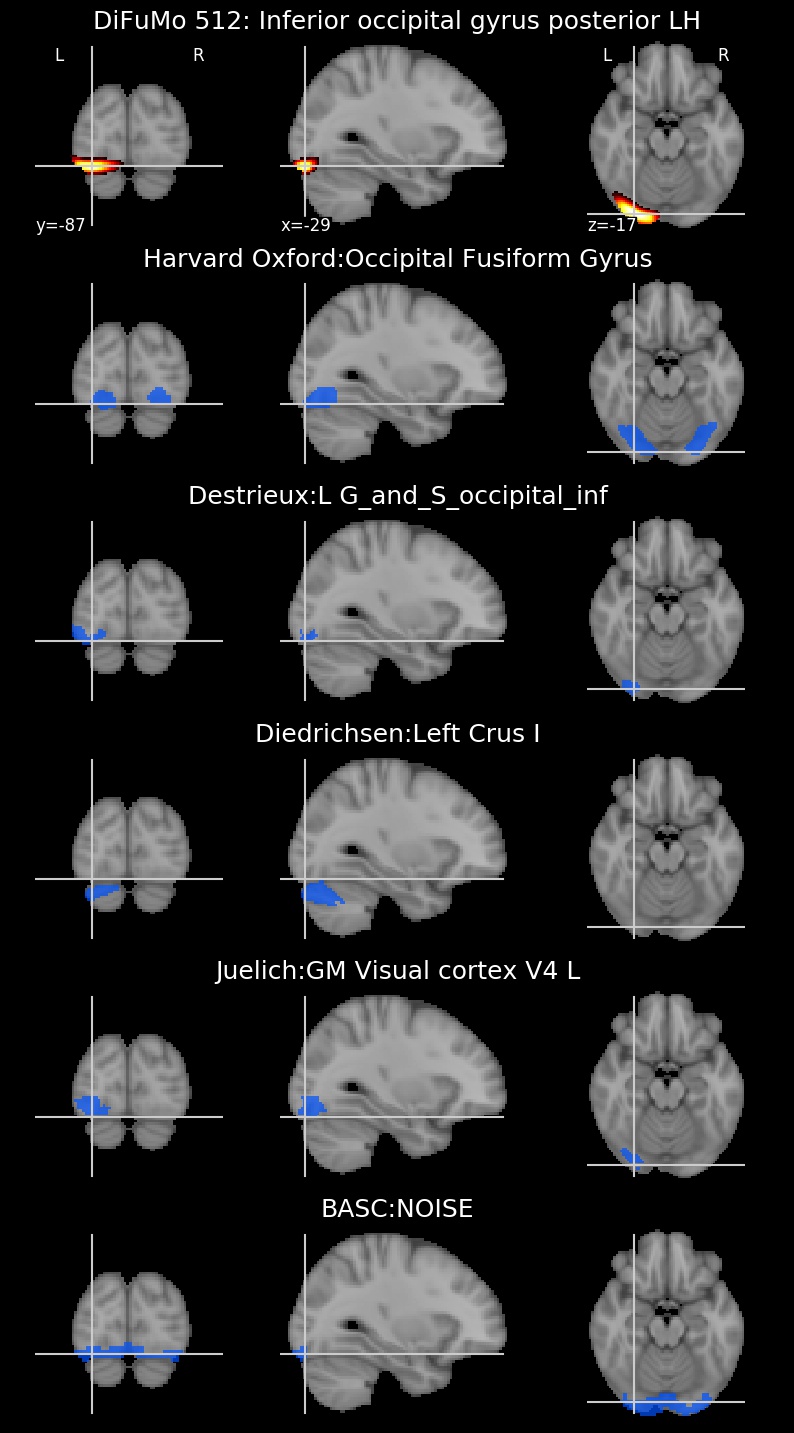 DiFuMo 512: Inferior occipital gyrus posterior LH
L R L R
y=-87 x=-29 z=-17
Harvard Oxford:Occipital Fusiform Gyrus
Destrieux:L G_and_S_occipital_inf
Diedrichsen:Left Crus I
Juelich:GM Visual cortex V4 L
BASC:NOISE